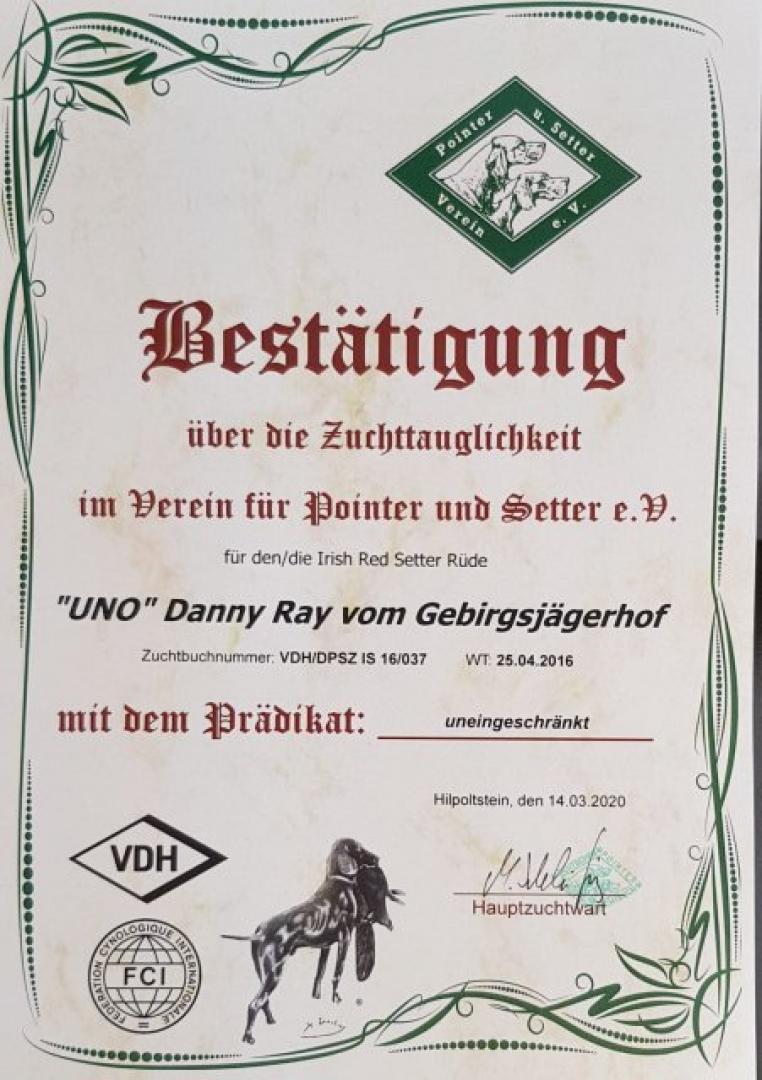 Pointer u. Setter
Verein e. V.
Bestätigung
über die Zuchttauglichkeit
im Verein für Pointer und Setter e.V.
für den/die Irish Red Setter Rüde
"UNO" Danny Ray vom Gebirgsjägerhof
Zuchtbuchnummer: VDH/DPSZ IS 16/037 WT: 25.04.2016
mit dem Prädikat: uneingeschränkt
Hilpoltstein, den 14.03.2020
Hauptzuchtwart
VDH
FEDERATION CYNOLOGIQUE INTERNATIONALE
FCI
®